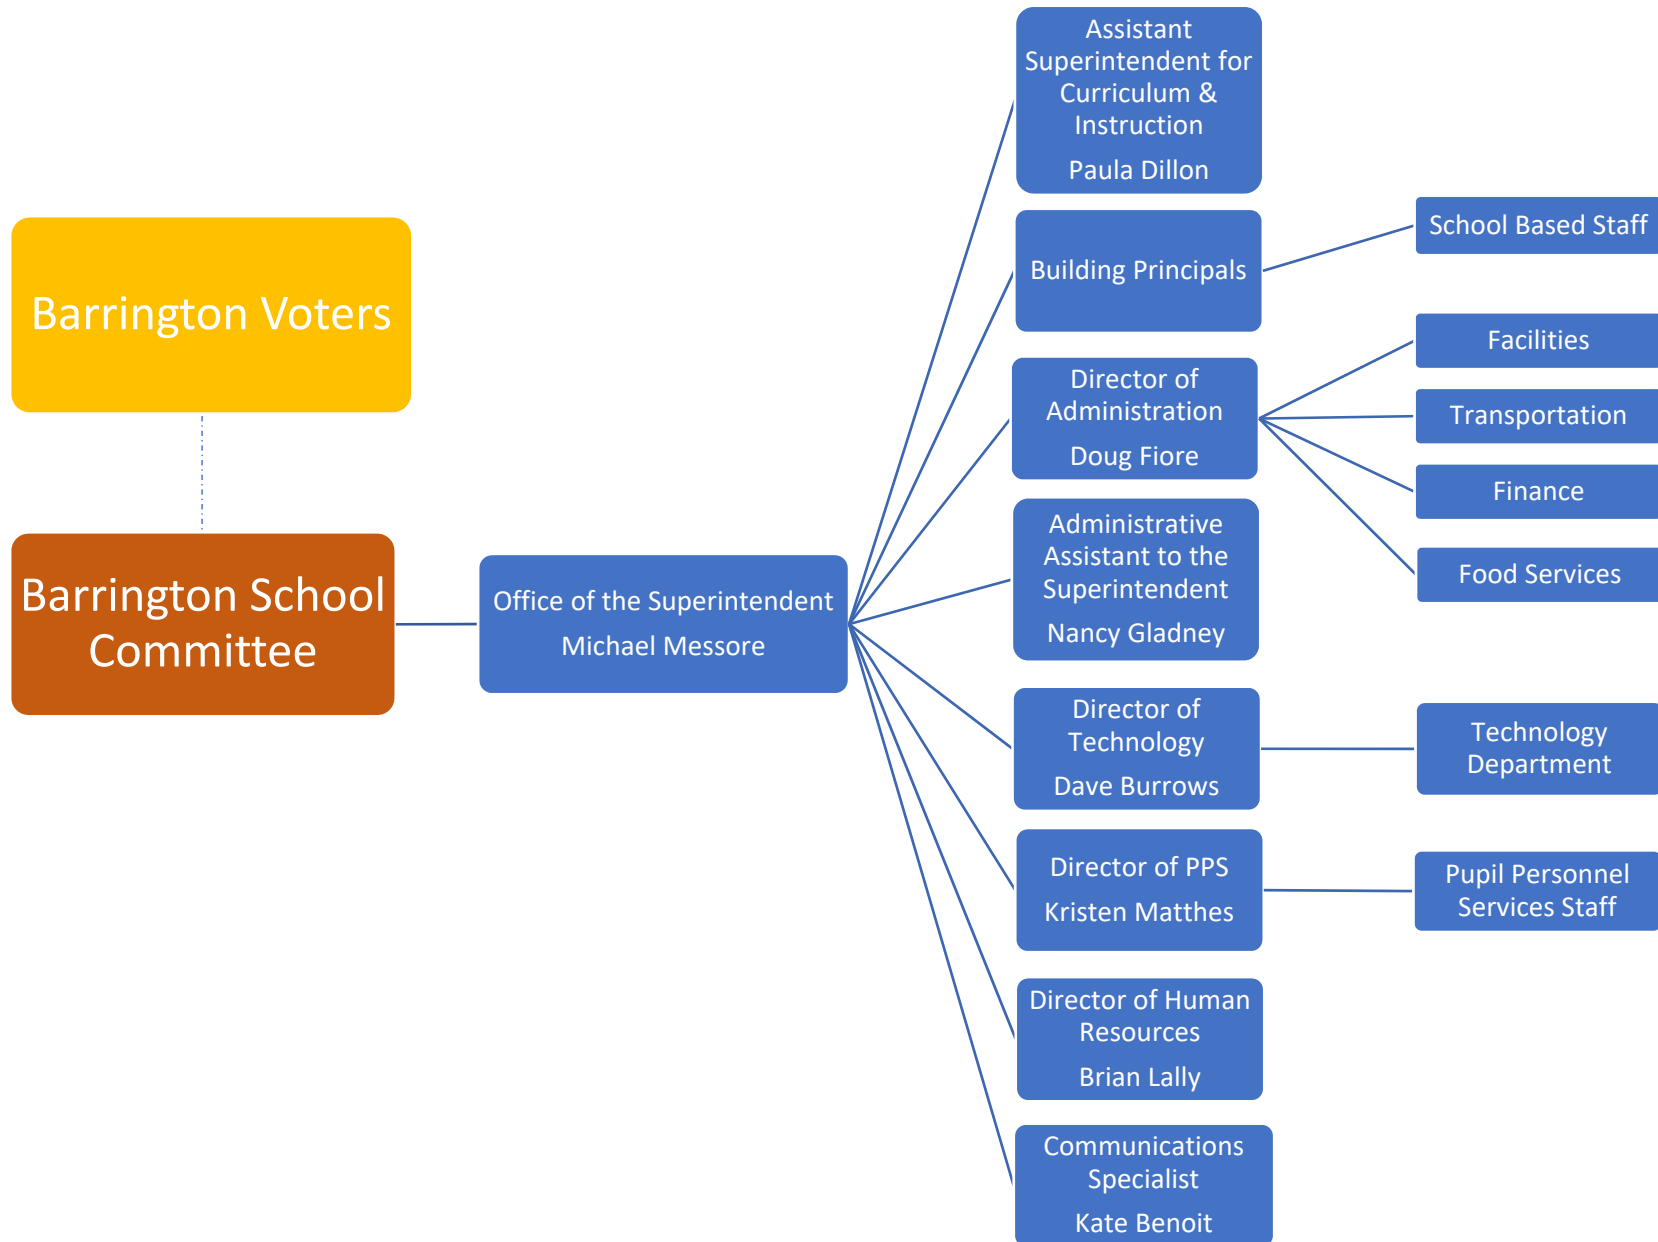 Barrington Voters
Barrington School
Committee
Office of the Superintendent
Michael Messore
Assistant
Superintendent for
Curriculum &
Instruction
Paula Dillon
Building Principals
School Based Staff
Director of
Administration
Doug Fiore
Facilities
Transportation
Finance
Food Services
Administrative
Assistant to the
Superintendent
Nancy Gladney
Director of
Technology
Dave Burrows
Technology
Department
Director of PPS
Kristen Matthes
Pupil Personnel
Services Staff
Director of Human
Resources
Brian Lally
Communications
Specialist
Kate Benoit